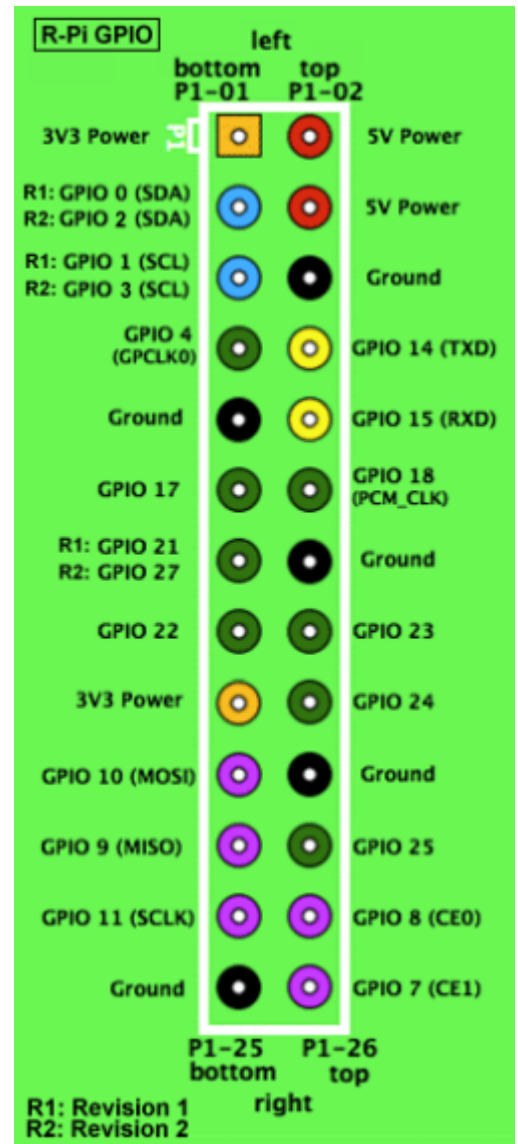 R-Pi GPIO
left
bottom top
P1-01 P1-02
3V3 Power P1 5V Power
R1: GPIO 0 (SDA)
R2: GPIO 2 (SDA) 5V Power
R1: GPIO 1 (SCL)
R2: GPIO 3 (SCL) Ground
GPIO 4
(GPCLK0) GPIO 14 (TXD)
Ground GPIO 15 (RXD)
GPIO 17 GPIO 18
(PCM_CLK)
R1: GPIO 21
R2: GPIO 27 Ground
GPIO 22 GPIO 23
3V3 Power GPIO 24
GPIO 10 (MOSI) Ground
GPIO 9 (MISO) GPIO 25
GPIO 11 (SCLK) GPIO 8 (CE0)
Ground GPIO 7 (CE1)
P1-25 P1-26
bottom top
right
R1: Revision 1
R2: Revision 2